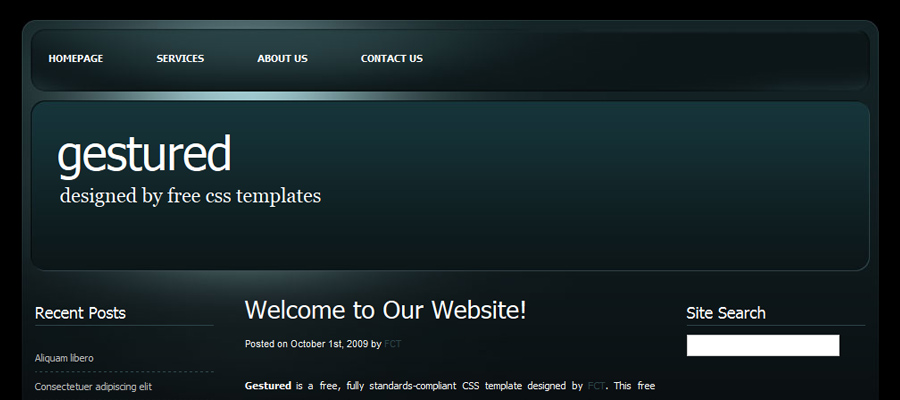 HOMEPAGE SERVICES ABOUT US CONTACT US
gestured
designed by free css templates
Recent Posts
Aliquam libero
Consectetuer adipiscing elit
Welcome to Our Website!
Posted on October 1st, 2009 by FCT
Gestured is a free, fully standards-compliant CSS template designed by FCT. This free
Site Search